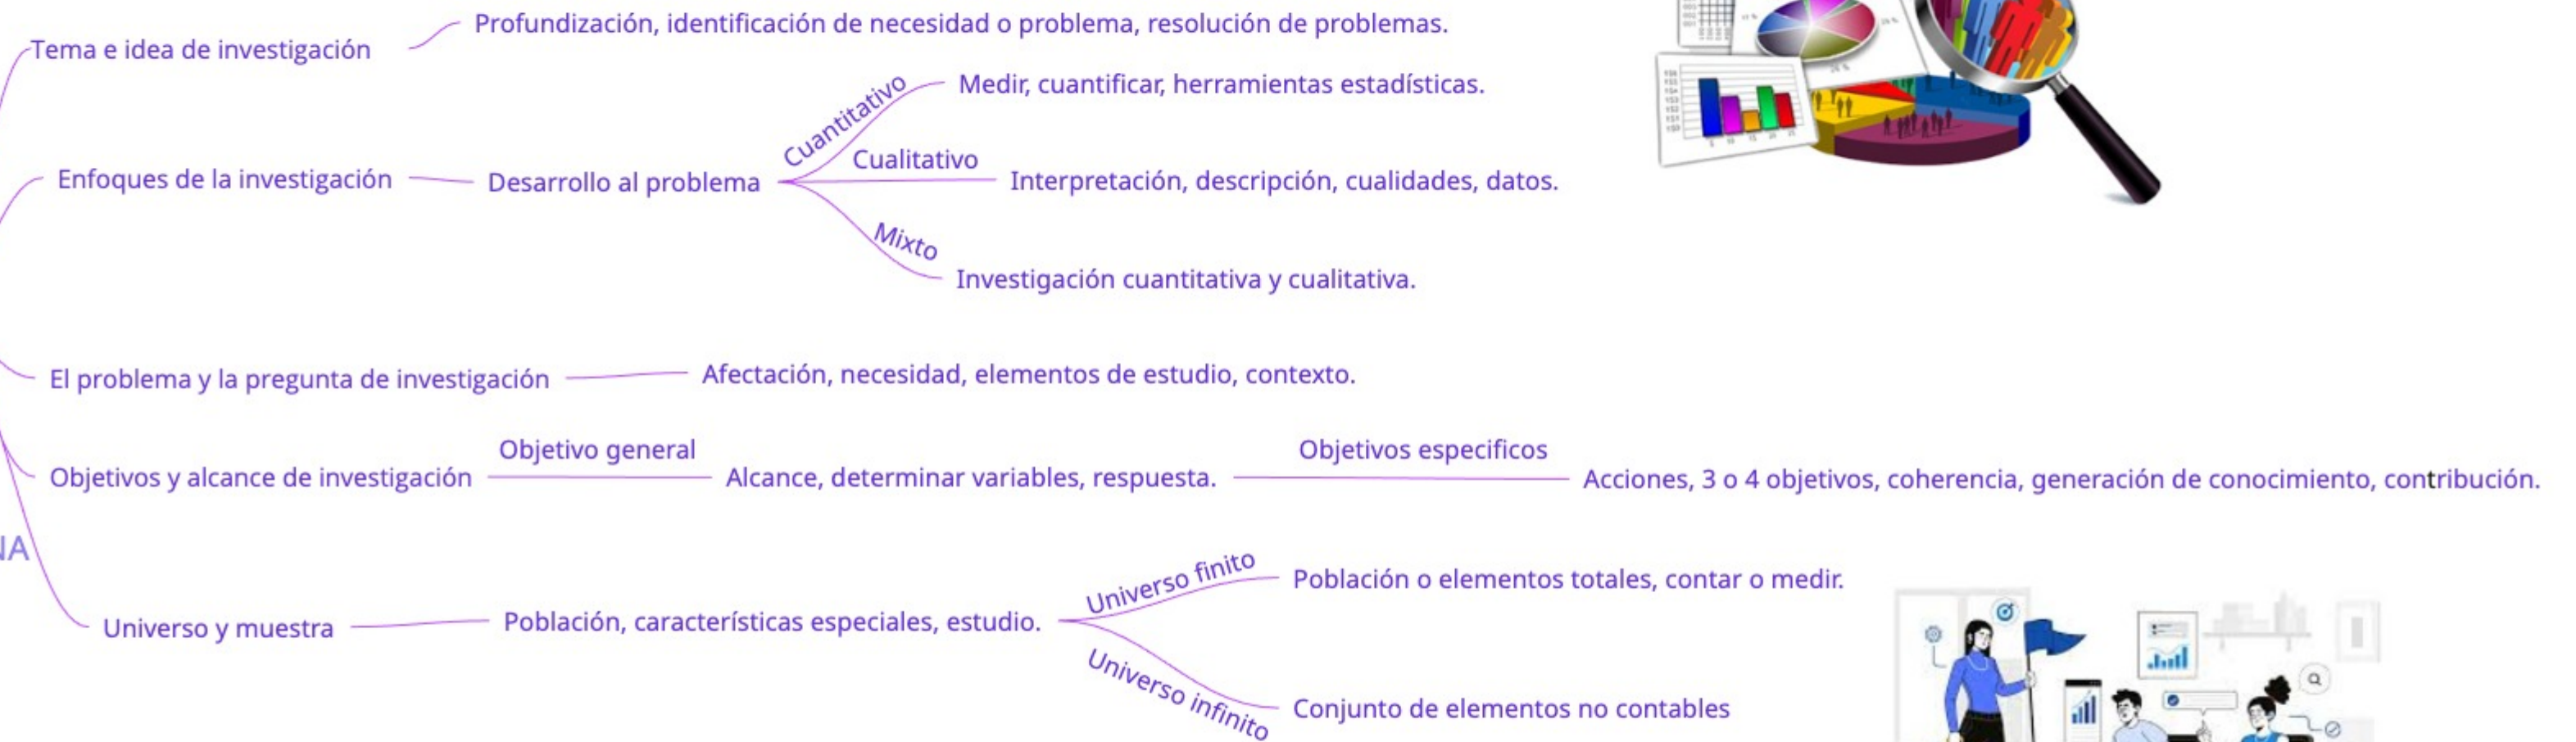 Tema e idea de investigación
Profundización, identificación de necesidad o problema, resolución de problemas.
Enfoques de la investigación
Desarrollo al problema
Cuantitativo
Medir, cuantificar, herramientas estadísticas.
Cualitativo
Interpretación, descripción, cualidades, datos.
Mixto
Investigación cuantitativa y cualitativa.
El problema y la pregunta de investigación
Afectación, necesidad, elementos de estudio, contexto.
Objetivos y alcance de investigación
Objetivo general
Alcance, determinar variables, respuesta.
Objetivos especificos
Acciones, 3 o 4 objetivos, coherencia, generación de conocimiento, contribución.
Universo y muestra
Población, características especiales, estudio.
Universo finito
Población o elementos totales, contar o medir.
Universo infinito
Conjunto de elementos no contables